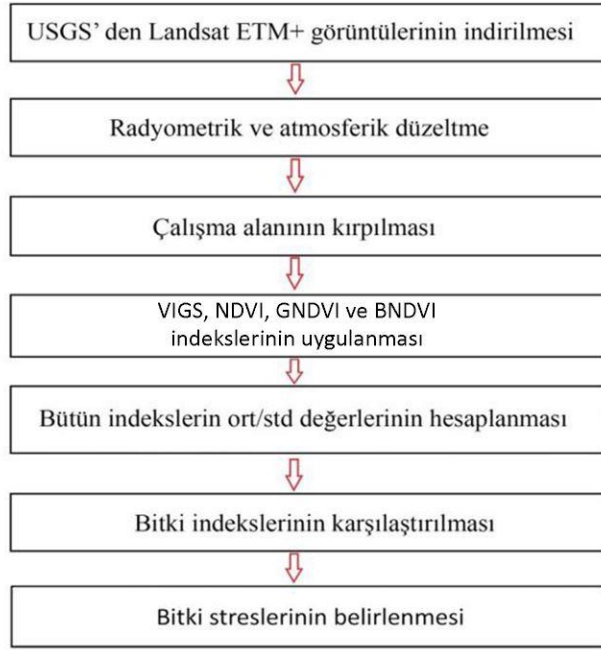 USGS’ den Landsat ETM+ görüntülerinin indirilmesi
Radyometrik ve atmosferik düzeltme
Çalışma alanının kırpılması
VIGS, NDVI, GNDVI ve BNDVI
indekslerinin uygulanması
Bütün indekslerin ort/std değerlerinin hesaplanması
Bitki indekslerinin karşılaştırılması
Bitki streslerinin belirlenmesi